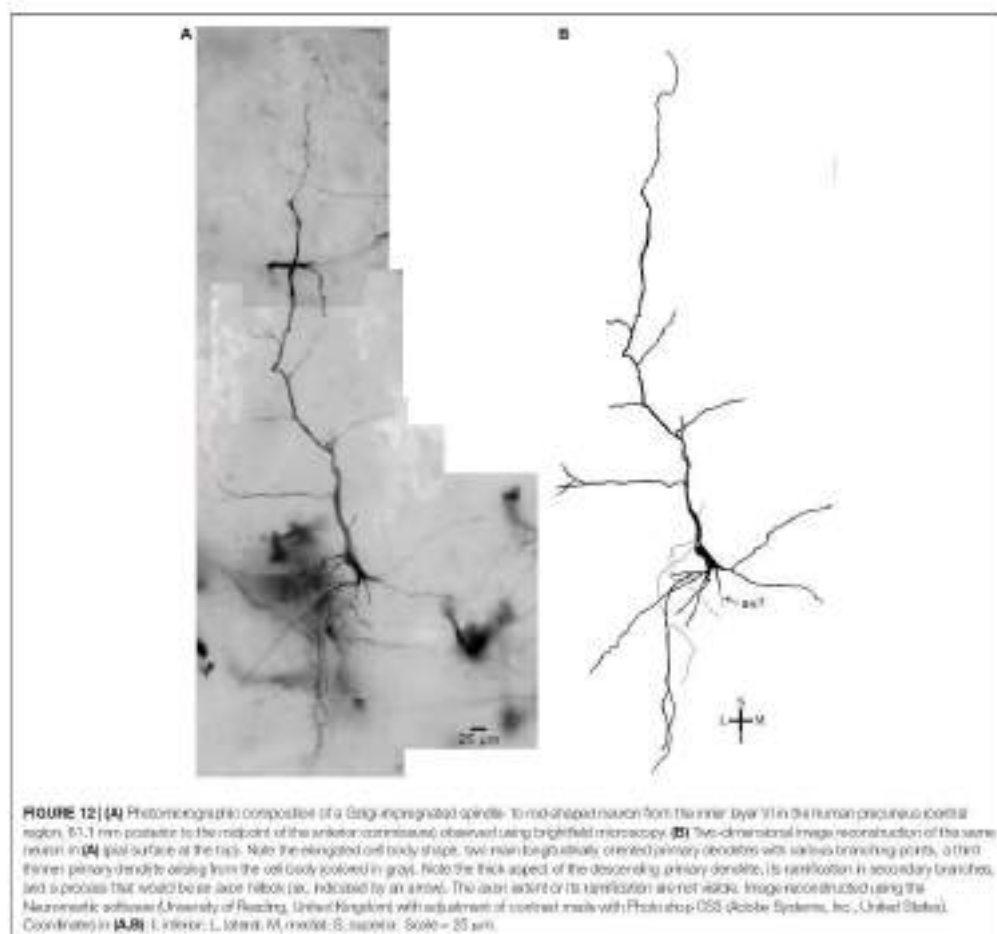 A
B
ax?
S
L M
25 µm
FIGURE 12 | (A) Photomicrographic composition of a Golgi-impregnated spindle- to rod-shaped neuron from the inner layer VI in the human precuneus (central
region, 61.1 mm posterior to the midpoint of the anterior commissure) observed using brightfield microscopy. (B) Two-dimensional image reconstruction of the same
neuron in (A) (pial surface at the top). Note the elongated cell body shape, two main longitudinally oriented primary dendrites with various branching points, a third
thinner primary dendrite arising from the cell body (colored in gray). Note the thick aspect of the descending primary dendrite, its ramification in secondary branches,
and a process that would be an axon hillock (ax, indicated by an arrow). The axon extent or its ramification are not visible. Image reconstructed using the
Neuromantic software (University of Reading, United Kingdom) with adjustment of contrast made with Photoshop CS3 (Adobe Systems, Inc., United States).
Coordinates in (A,B): I, inferior; L, lateral; M, medial; S, superior. Scale = 25 µm.